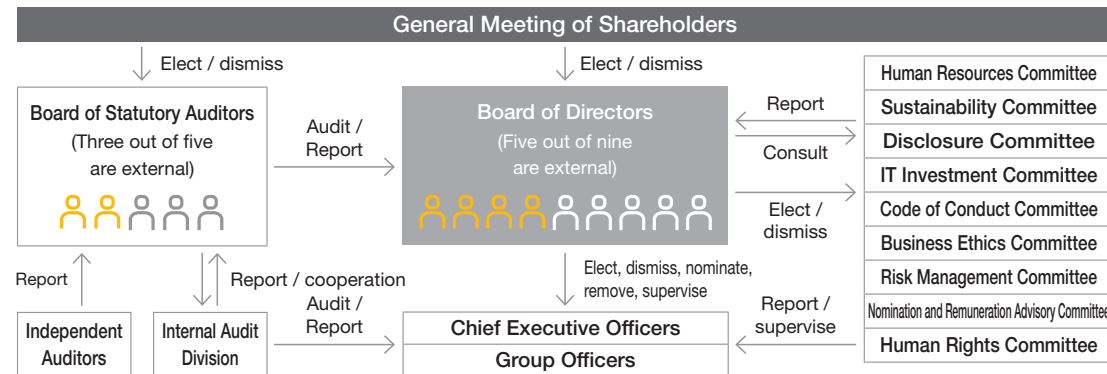 General Meeting of Shareholders
Elect / dismiss
Elect / dismiss
Board of Statutory Auditors
(Three out of five
are external)
Audit /
Report
Board of Directors
(Five out of nine
are external)
Report
Consult
Elect /
dismiss
Human Resources Committee
Sustainability Committee
Disclosure Committee
IT Investment Committee
Code of Conduct Committee
Business Ethics Committee
Risk Management Committee
Nomination and Remuneration Advisory Committee
Human Rights Committee
Report
Report / cooperation
Elect, dismiss, nominate,
remove, supervise
Independent
Auditors
Internal Audit
Division
Audit /
Report
Chief Executive Officers
Group Officers
Report /
supervise